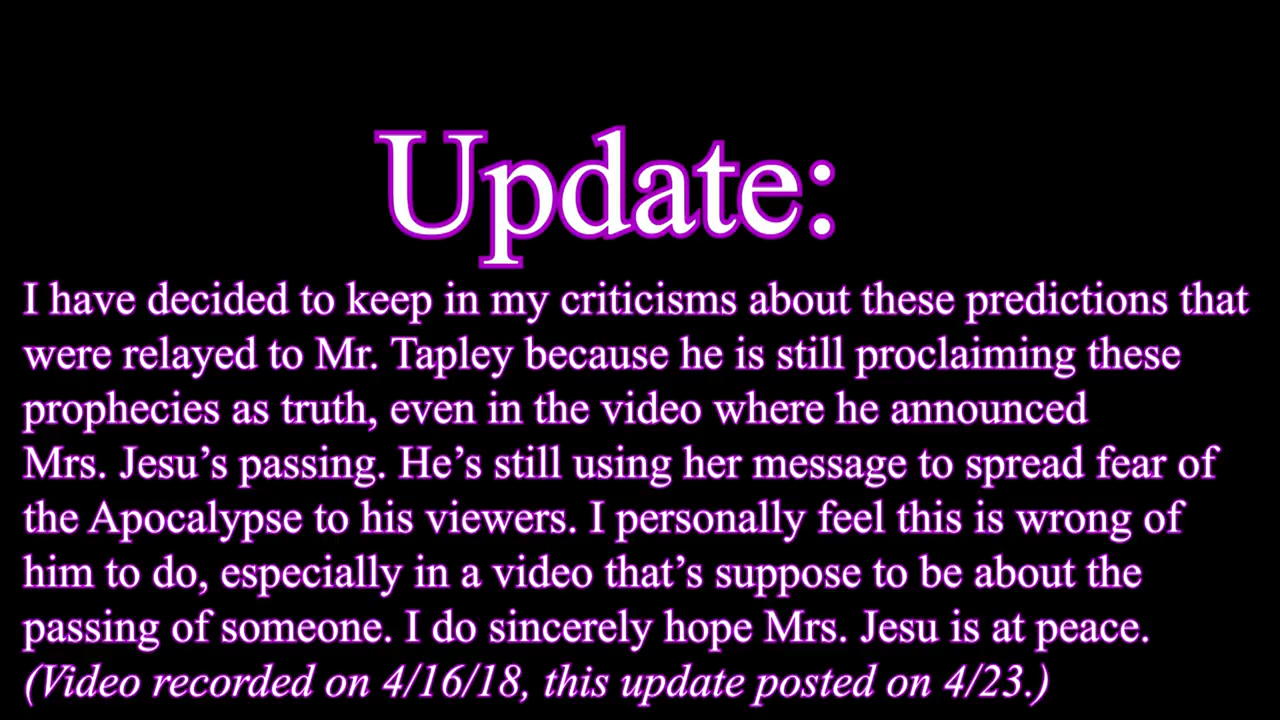 Update:
I have decided to keep in my criticisms about these predictions that
were relayed to Mr. Tapley because he is still proclaiming these
prophecies as truth, even in the video where he announced
Mrs. Jesu’s passing. He’s still using her message to spread fear of
the Apocalypse to his viewers. I personally feel this is wrong of
him to do, especially in a video that’s suppose to be about the
passing of someone. I do sincerely hope Mrs. Jesu is at peace.
(Video recorded on 4/16/18, this update posted on 4/23.)